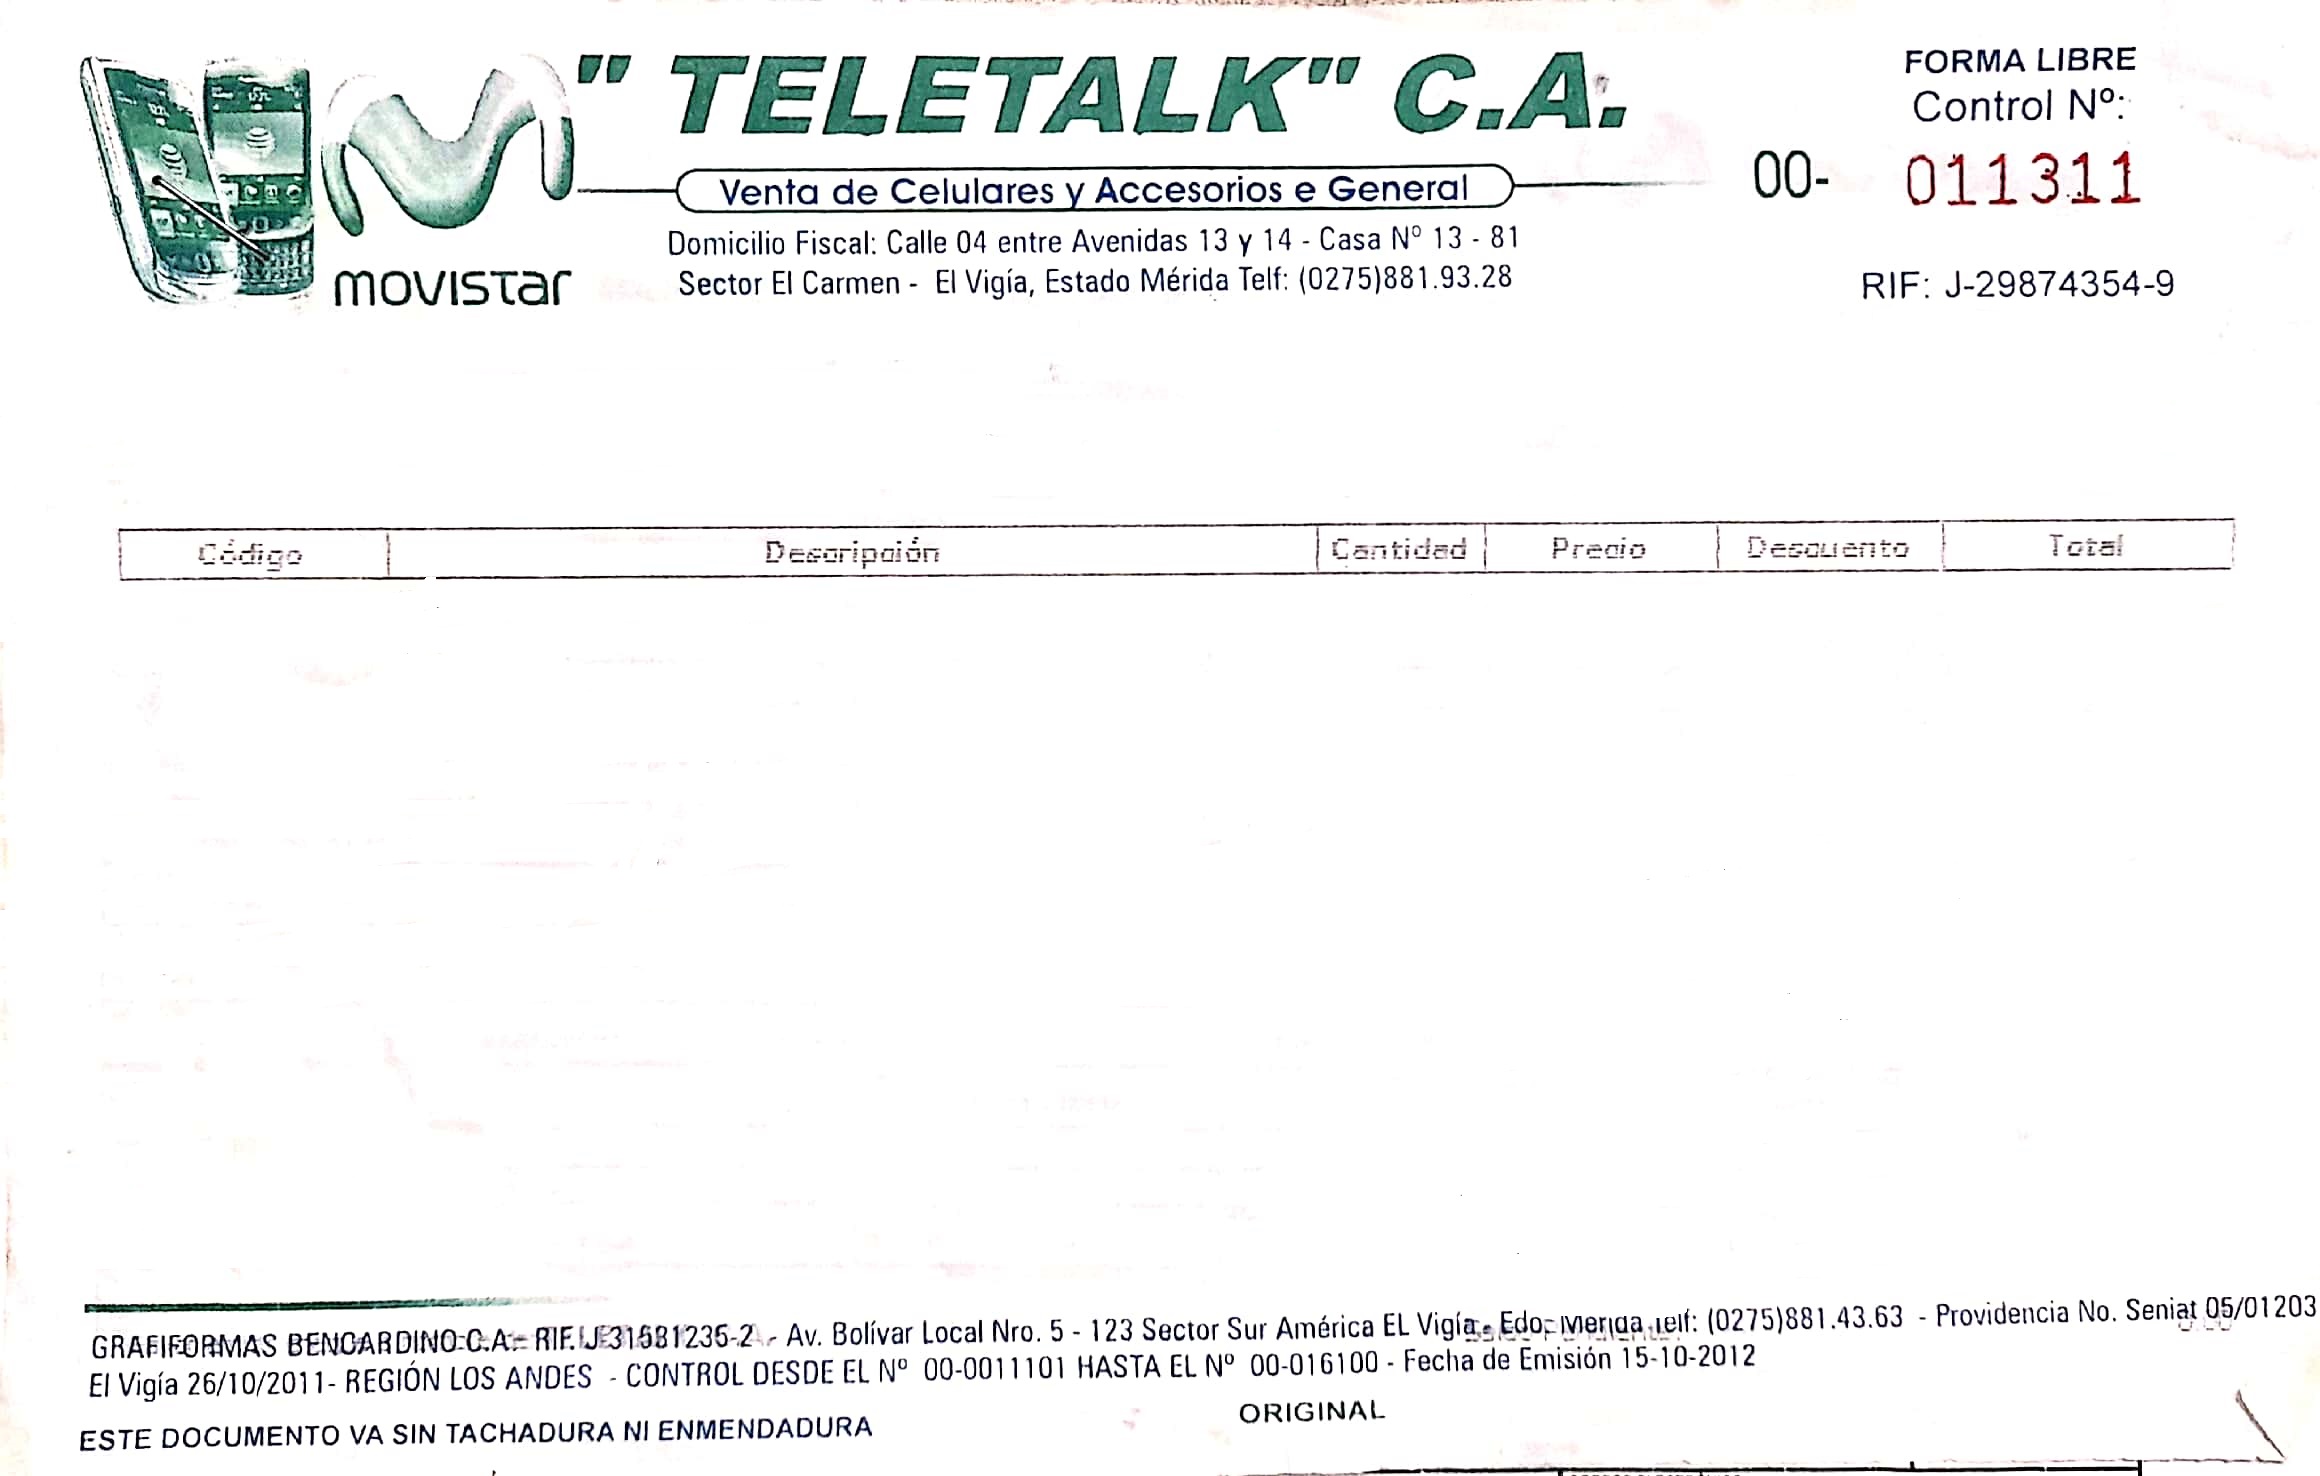 " TELETALK" C.A.
FORMA LIBRE
Control Nº:
00- 011311
Venta de Celulares y Accesorios e General
Domicilio Fiscal: Calle 04 entre Avenidas 13 y 14 - Casa Nº 13 - 81
Sector El Carmen - El Vigía, Estado Mérida Telf: (0275)881.93.28
RIF: J-29874354-9
movistar
Código Descripción Cantidad Precio Descuento Total
GRAFIFORMAS BENCARDINO C.A.- RIF. J-31581235-2 - Av. Bolívar Local Nro. 5 - 123 Sector Sur América EL Vigía - Edo. Mérida Telf: (0275)881.43.63 - Providencia No. Seniat 05/01203
El Vigía 26/10/2011- REGIÓN LOS ANDES - CONTROL DESDE EL Nº 00-0011101 HASTA EL Nº 00-016100 - Fecha de Emisión 15-10-2012
ESTE DOCUMENTO VA SIN TACHADURA NI ENMENDADURA
ORIGINAL